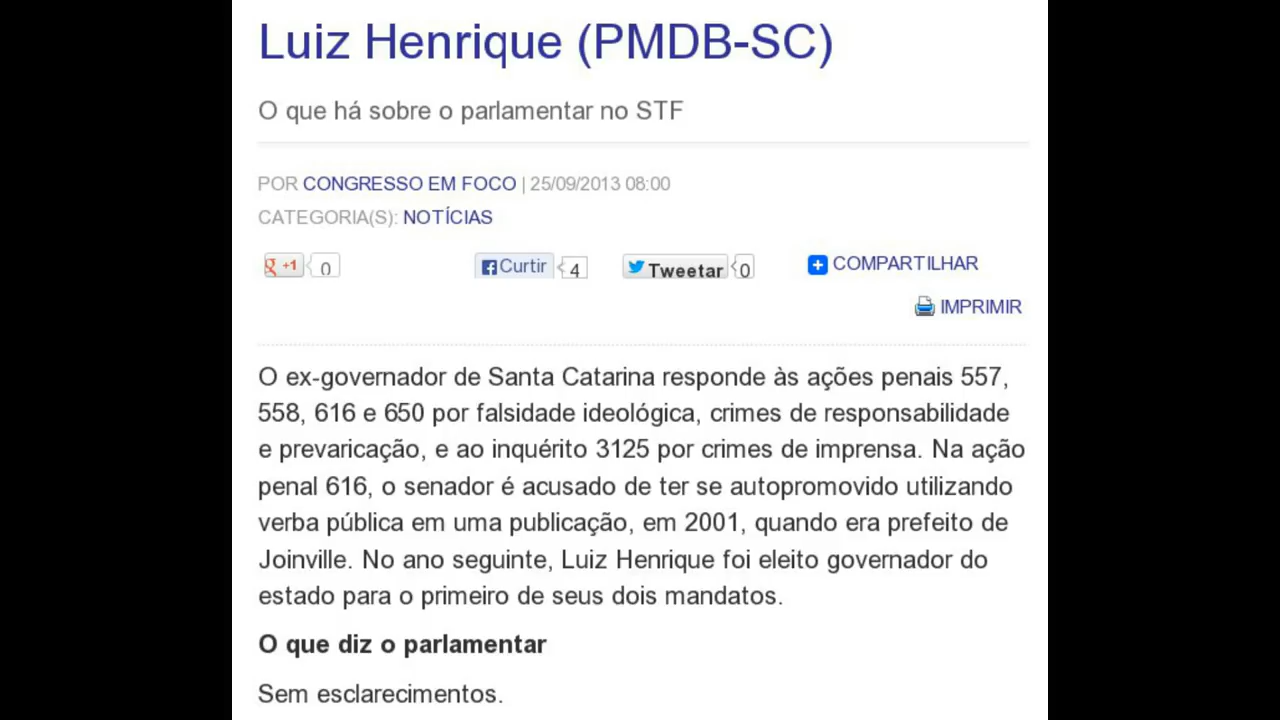 Luiz Henrique (PMDB-SC)
O que há sobre o parlamentar no STF
POR CONGRESSO EM FOCO | 25/09/2013 08:00
CATEGORIA(S): NOTÍCIAS
g +1 0 Curtir 4 Tweetar 0 COMPARTILHAR
IMPRIMIR
O ex-governador de Santa Catarina responde às ações penais 557,
558, 616 e 650 por falsidade ideológica, crimes de responsabilidade
e prevaricação, e ao inquérito 3125 por crimes de imprensa. Na ação
penal 616, o senador é acusado de ter se autopromovido utilizando
verba pública em uma publicação, em 2001, quando era prefeito de
Joinville. No ano seguinte, Luiz Henrique foi eleito governador do
estado para o primeiro de seus dois mandatos.
O que diz o parlamentar
Sem esclarecimentos.